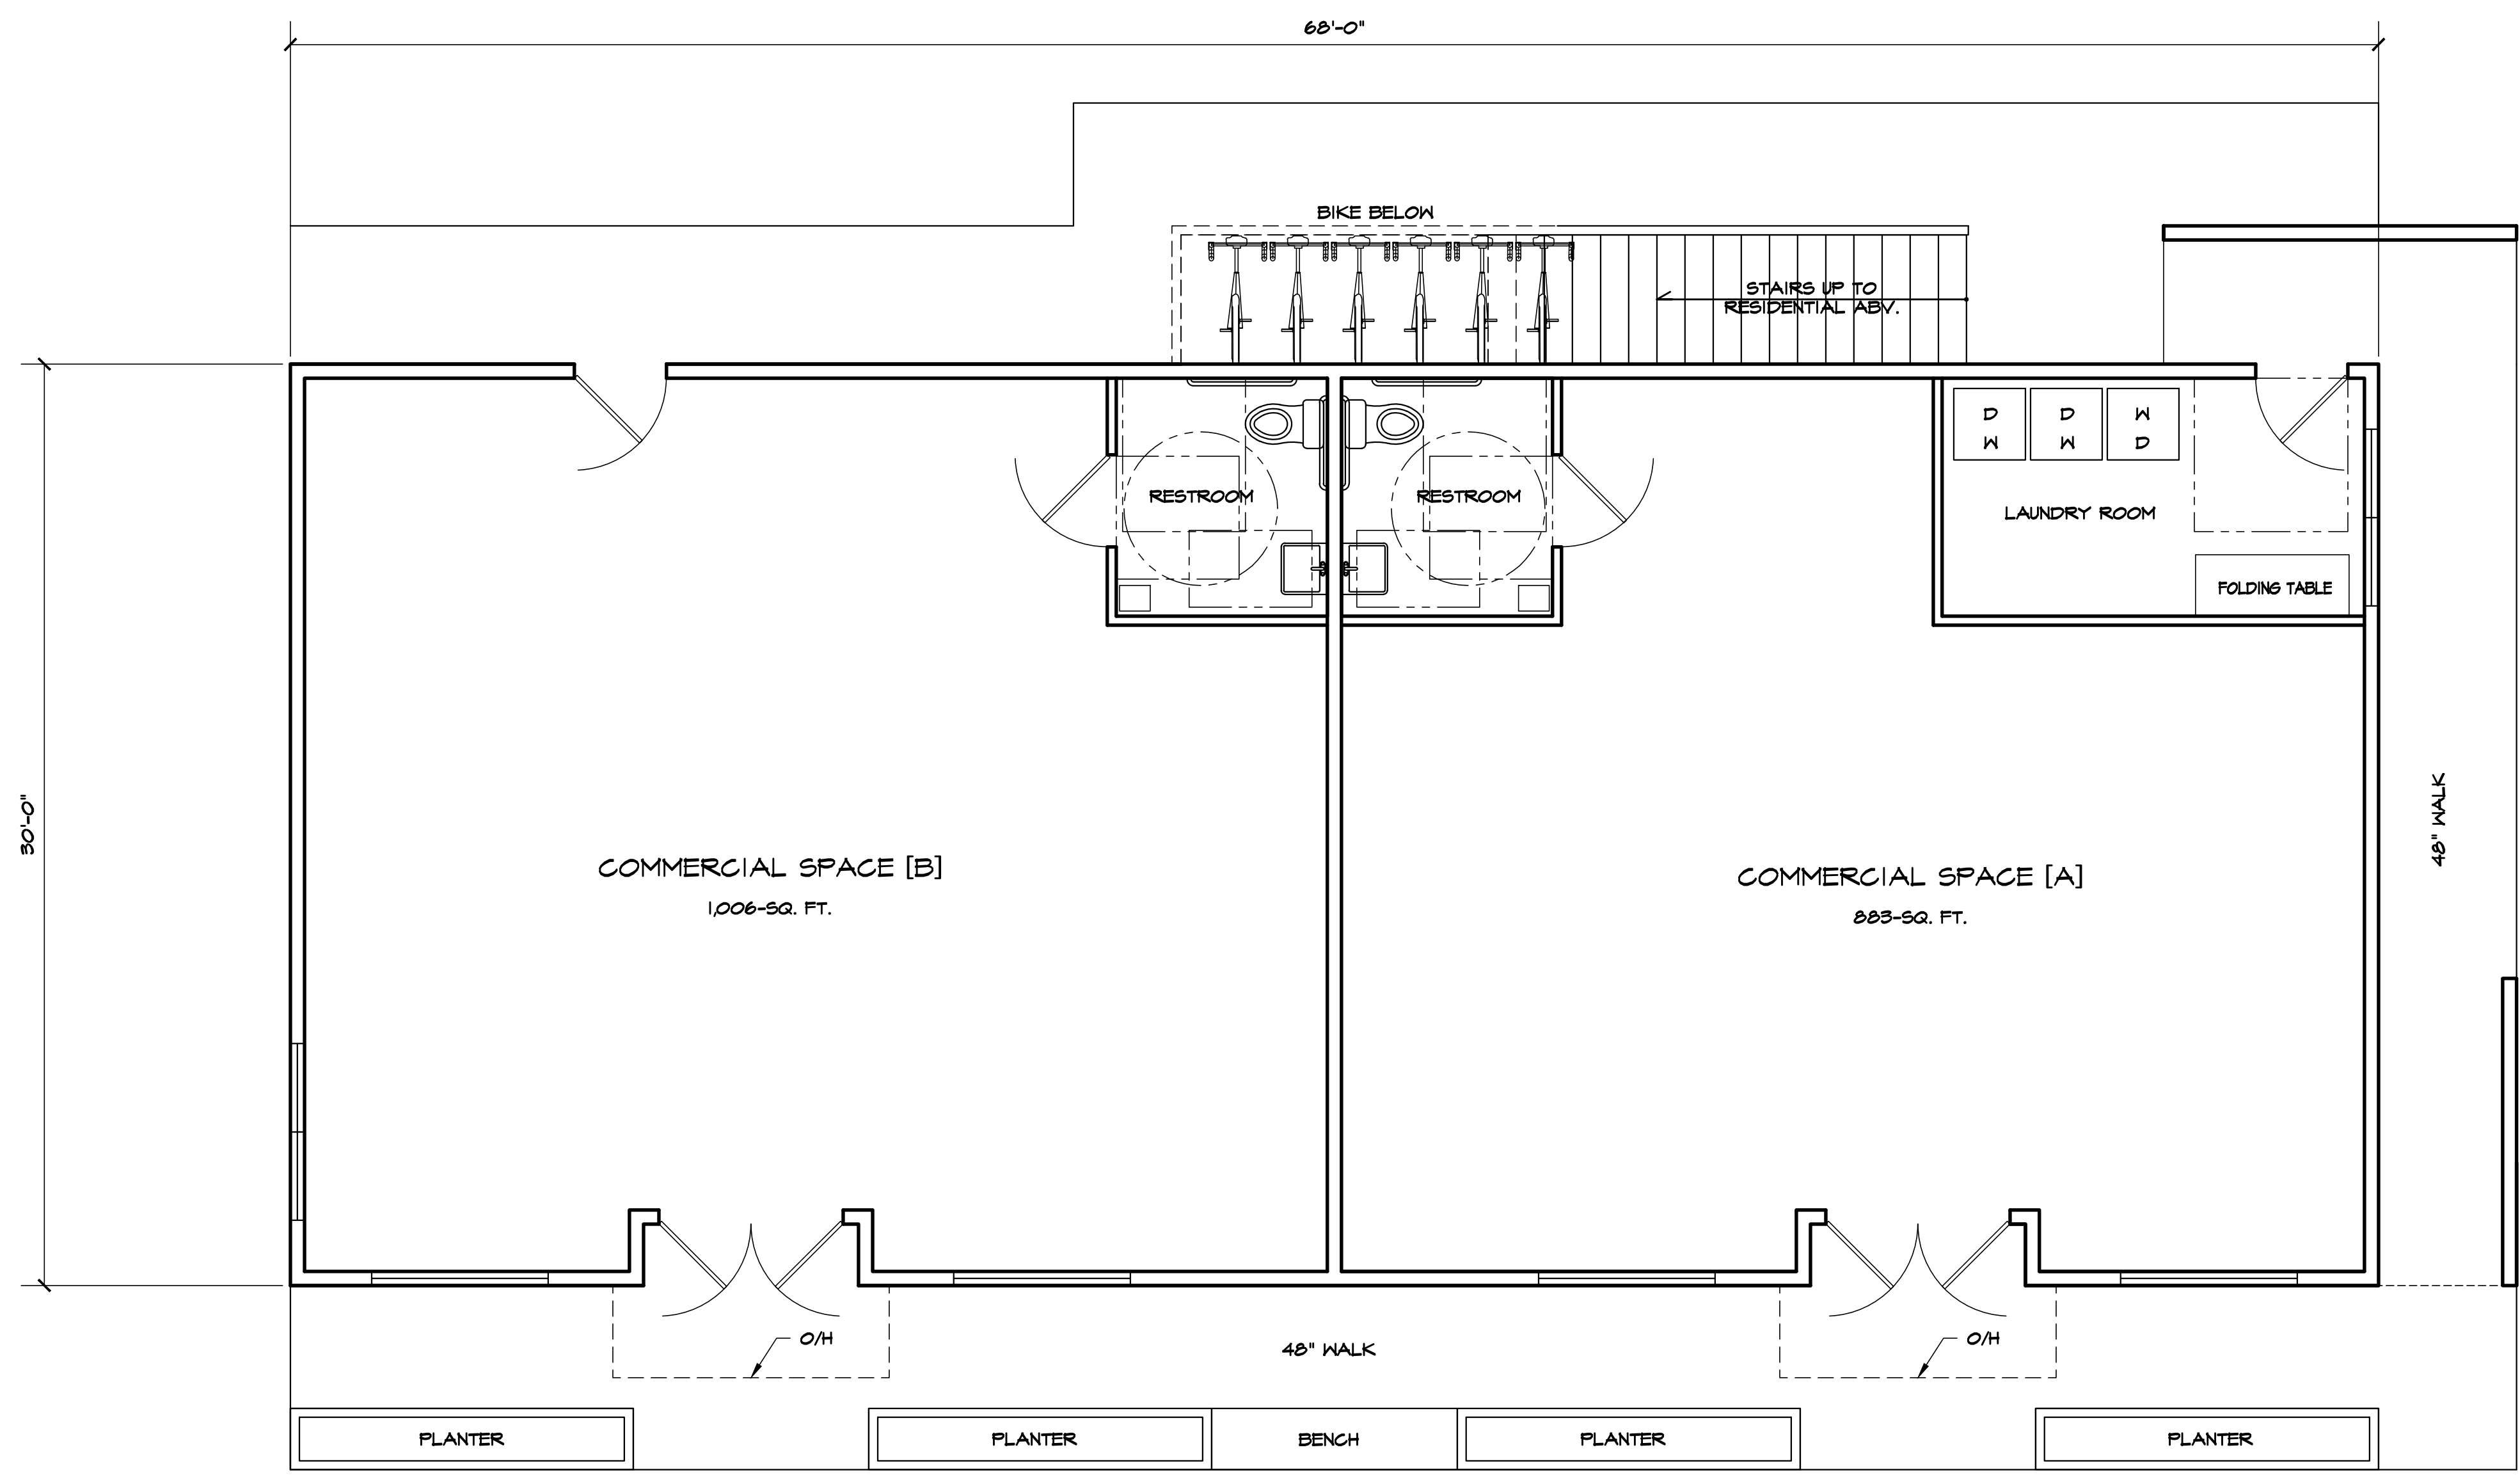 68'-0"
BIKE BELOW
STAIRS UP TO
RESIDENTIAL ABV.
D
W
D
W
W
D
RESTROOM
RESTROOM
LAUNDRY ROOM
FOLDING TABLE
30'-0"
48" WALK
COMMERCIAL SPACE [B]
1,006-SQ. FT.
COMMERCIAL SPACE [A]
883-SQ. FT.
O/H
O/H
48" WALK
PLANTER
PLANTER
BENCH
PLANTER
PLANTER